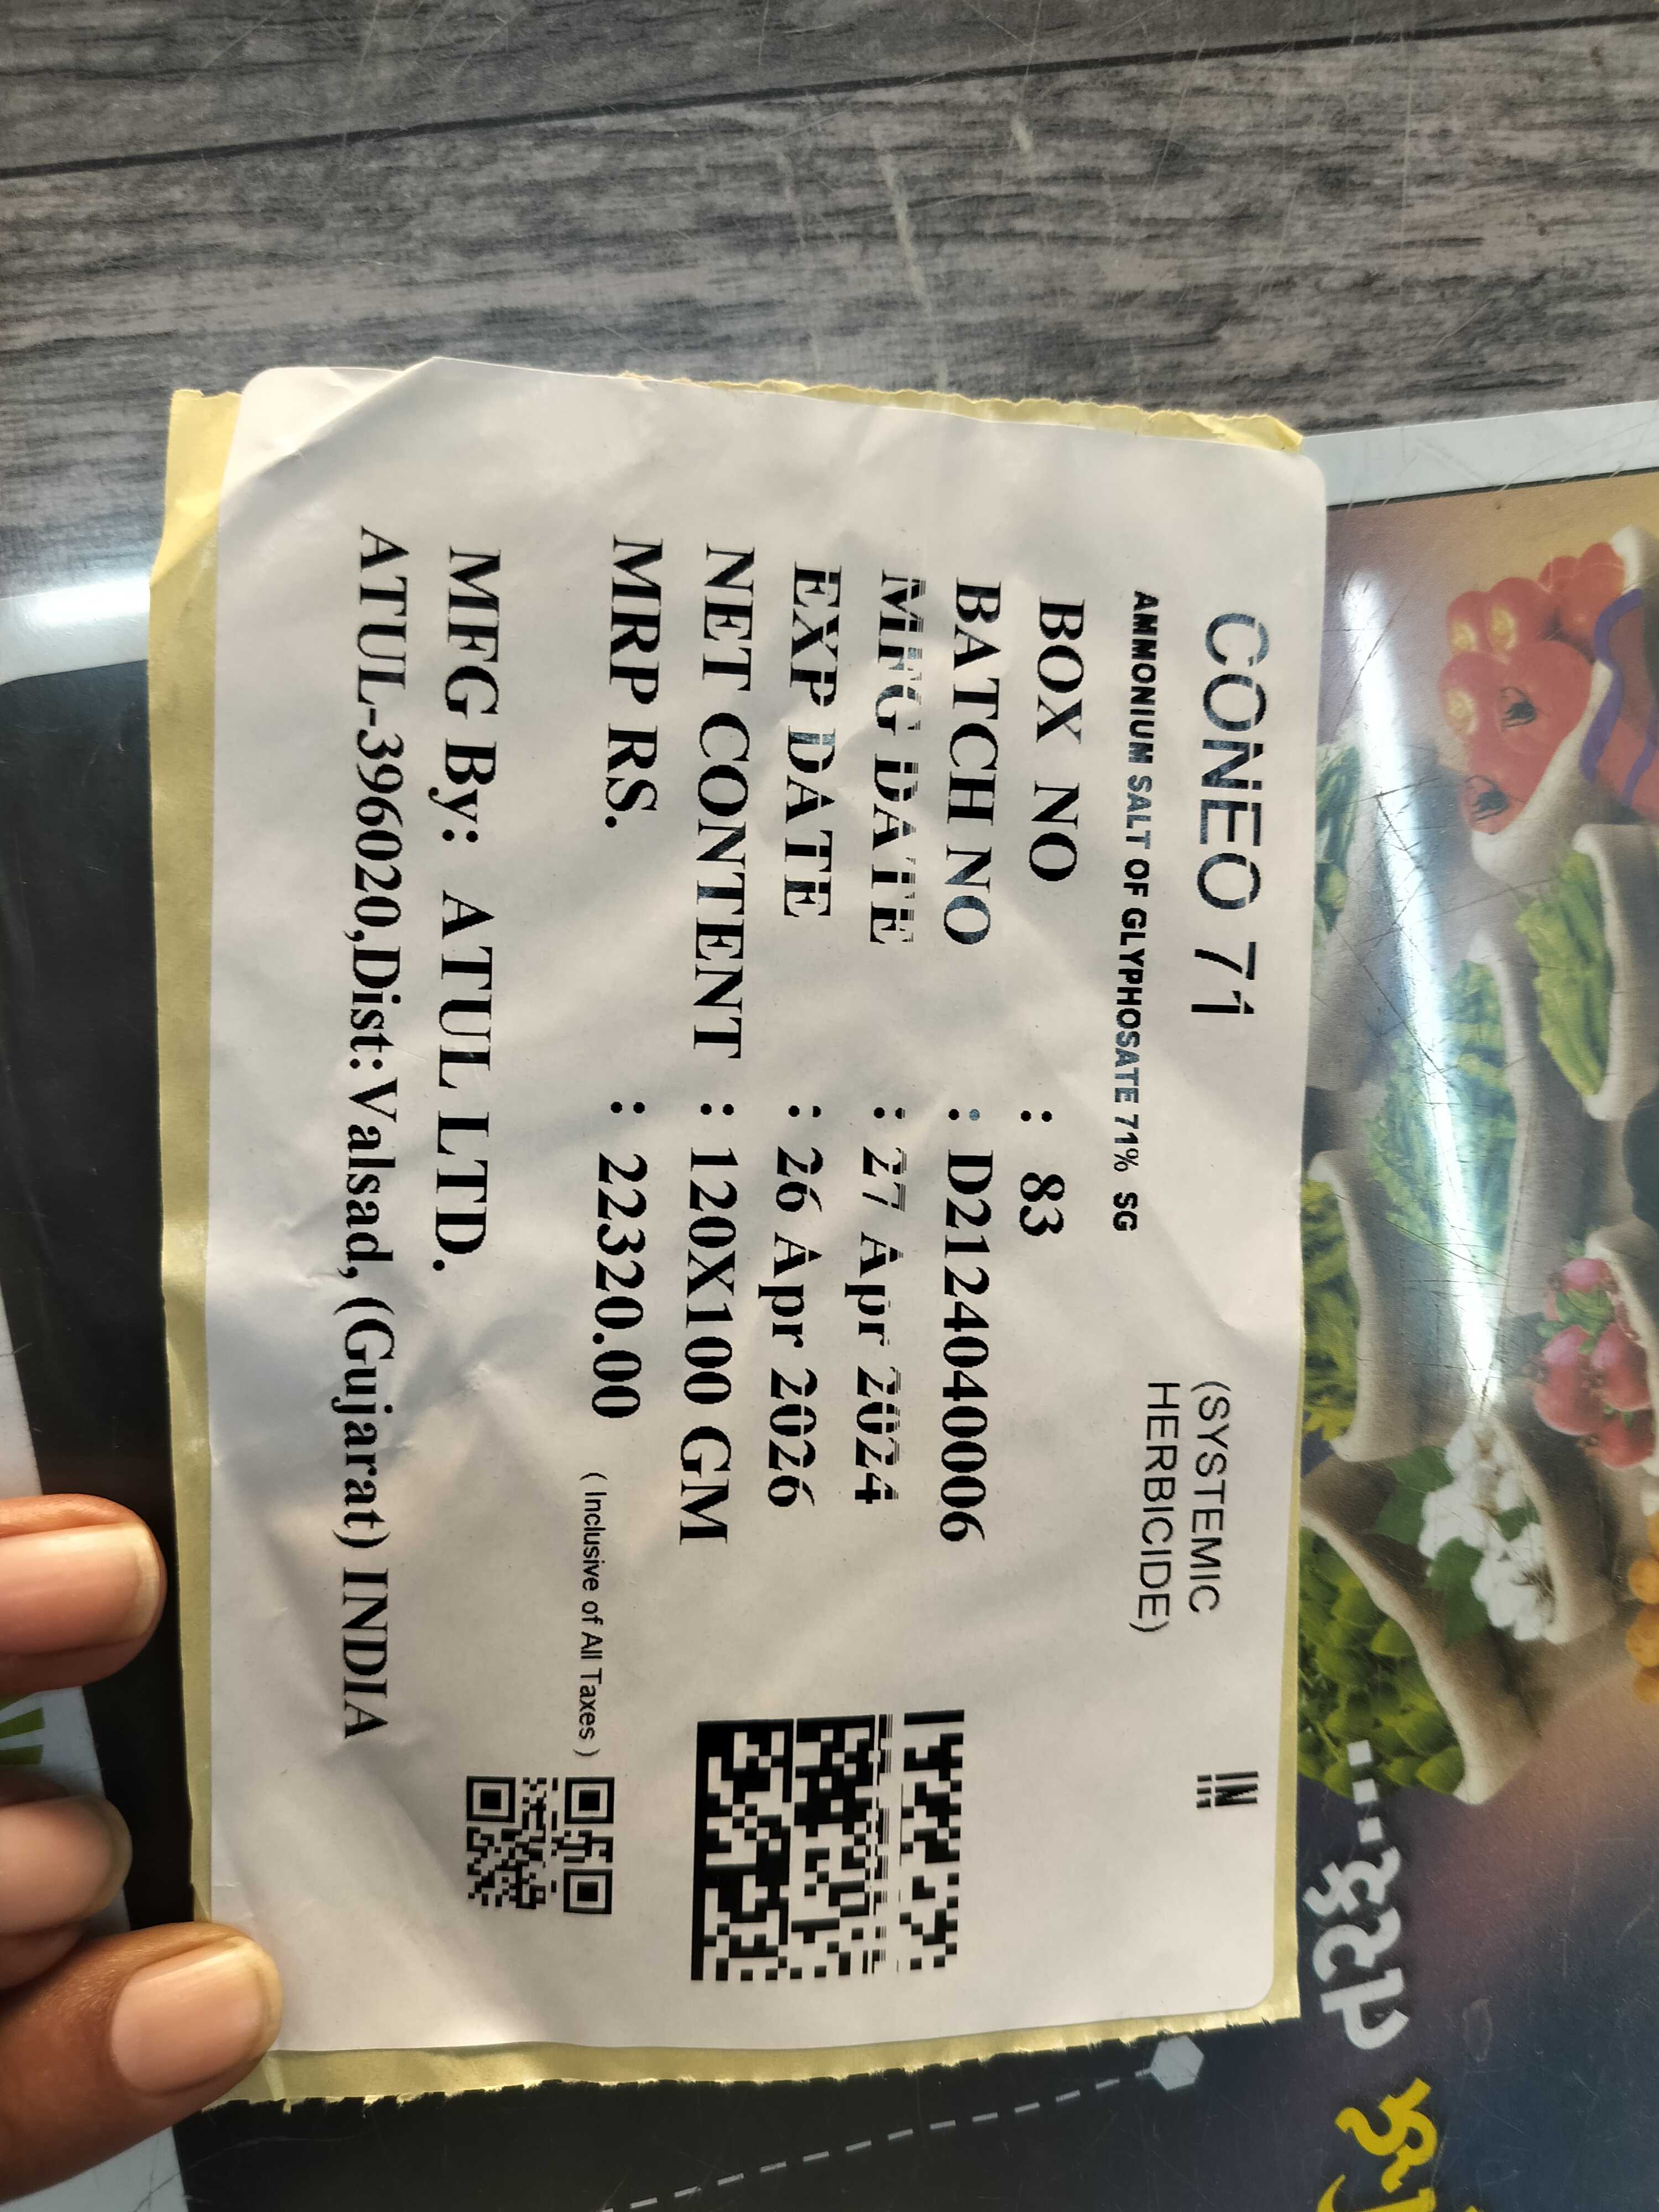 CONEO 71
(SYSTEMIC
HERBICIDE)
IN
AMMONIUM SALT OF GLYPHOSATE 71% SG
BOX NO : 83
BATCH NO : D2124040006
MFG DATE : 27 Apr 2024
EXP DATE : 26 Apr 2026
NET CONTENT : 120X100 GM
MRP RS. : 22320.00 ( Inclusive of All Taxes )
MFG By: ATUL LTD.
ATUL-396020,Dist:Valsad, (Gujarat) INDIA
તરફ...